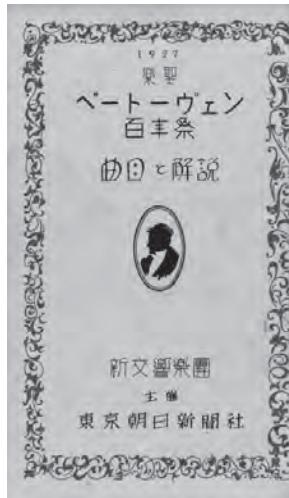 1927
楽聖
ベートーヴェン
百年祭
曲目と解説
新交響楽團
主催
東京朝日新聞社